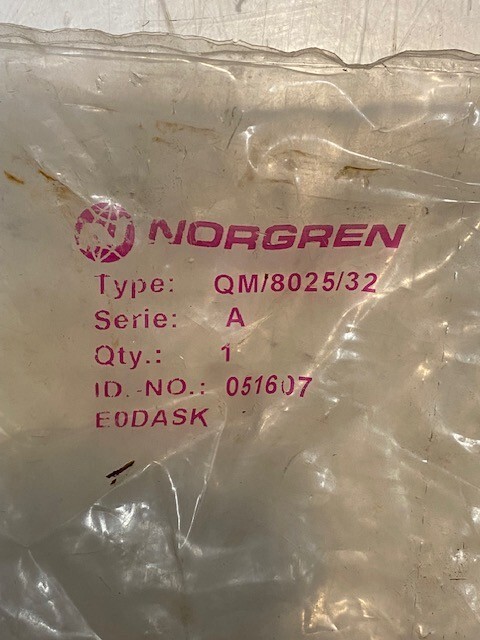 NORGREN
Type: QM/8025/32
Serie: A
Qty.: 1
ID.-NO.: 051607
E0DASK